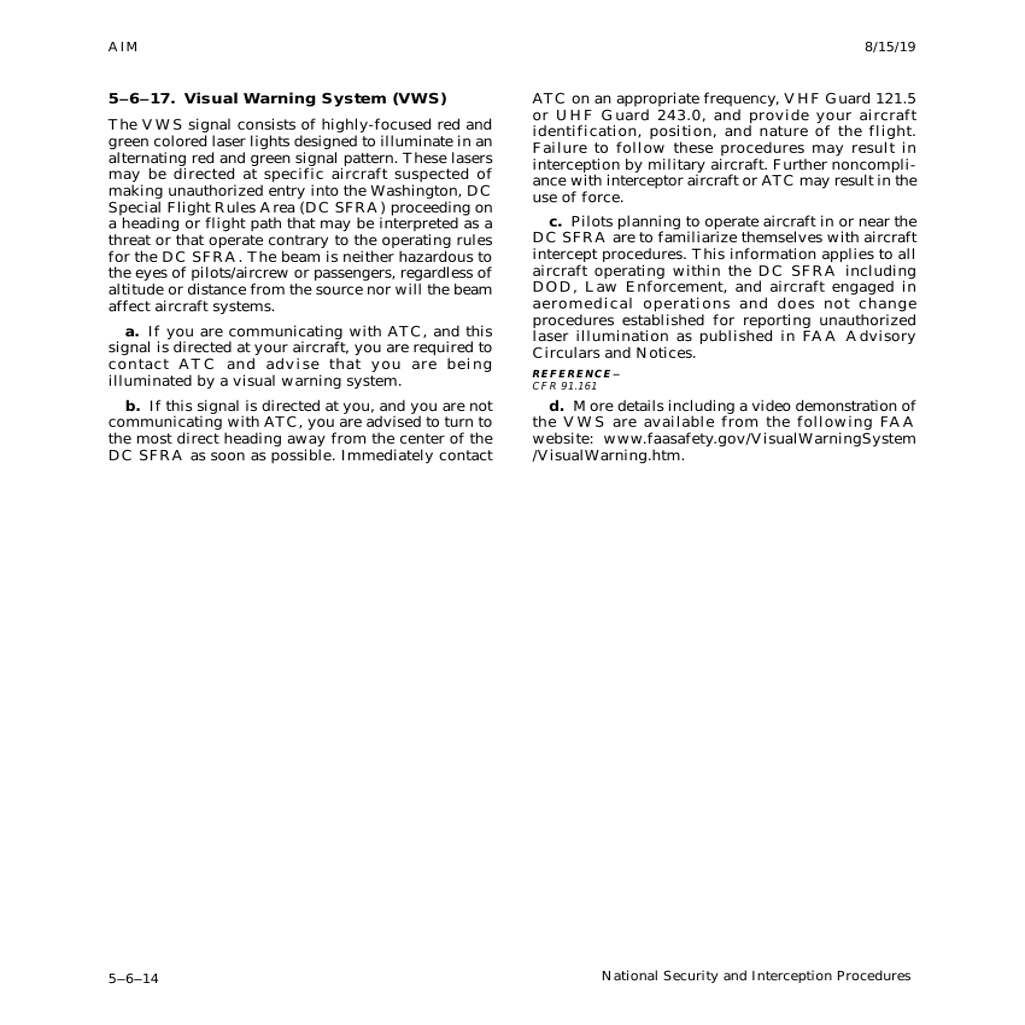 AIM
8/15/19
5–6–17. Visual Warning System (VWS)
The VWS signal consists of highly-focused red and
green colored laser lights designed to illuminate in an
alternating red and green signal pattern. These lasers
may be directed at specific aircraft suspected of
making unauthorized entry into the Washington, DC
Special Flight Rules Area (DC SFRA) proceeding on
a heading or flight path that may be interpreted as a
threat or that operate contrary to the operating rules
for the DC SFRA. The beam is neither hazardous to
the eyes of pilots/aircrew or passengers, regardless of
altitude or distance from the source nor will the beam
affect aircraft systems.
a. If you are communicating with ATC, and this
signal is directed at your aircraft, you are required to
contact ATC and advise that you are being
illuminated by a visual warning system.
b. If this signal is directed at you, and you are not
communicating with ATC, you are advised to turn to
the most direct heading away from the center of the
DC SFRA as soon as possible. Immediately contact
ATC on an appropriate frequency, VHF Guard 121.5
or UHF Guard 243.0, and provide your aircraft
identification, position, and nature of the flight.
Failure to follow these procedures may result in
interception by military aircraft. Further noncompli-
ance with interceptor aircraft or ATC may result in the
use of force.
c. Pilots planning to operate aircraft in or near the
DC SFRA are to familiarize themselves with aircraft
intercept procedures. This information applies to all
aircraft operating within the DC SFRA including
DOD, Law Enforcement, and aircraft engaged in
aeromedical operations and does not change
procedures established for reporting unauthorized
laser illumination as published in FAA Advisory
Circulars and Notices.
REFERENCE–
CFR 91.161
d. More details including a video demonstration of
the VWS are available from the following FAA
website: www.faasafety.gov/VisualWarningSystem
/VisualWarning.htm.
5–6–14
National Security and Interception Procedures